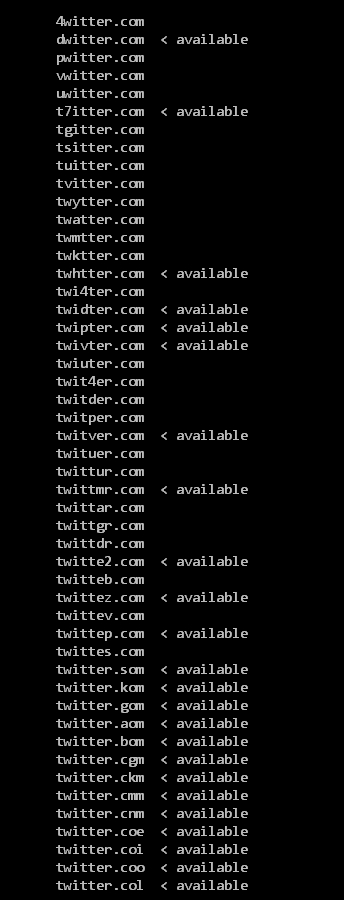 4witter.com
dwitter.com < available
pwitter.com
vwitter.com
uwitter.com
t7itter.com < available
tgitter.com
tsitter.com
tuitter.com
tvitter.com
twytter.com
twatter.com
twmtter.com
twktter.com
twhtter.com < available
twi4ter.com
twidter.com < available
twipter.com < available
twivter.com < available
twiuter.com
twit4er.com
twitder.com
twitper.com
twitver.com < available
twituer.com
twittur.com
twittmr.com < available
twittar.com
twittgr.com
twittdr.com
twitte2.com < available
twitteb.com
twittez.com < available
twittev.com
twittep.com < available
twittes.com
twitter.som < available
twitter.kom < available
twitter.gom < available
twitter.aom < available
twitter.bom < available
twitter.cgm < available
twitter.ckm < available
twitter.cmm < available
twitter.cnm < available
twitter.coe < available
twitter.coi < available
twitter.coo < available
twitter.col < available